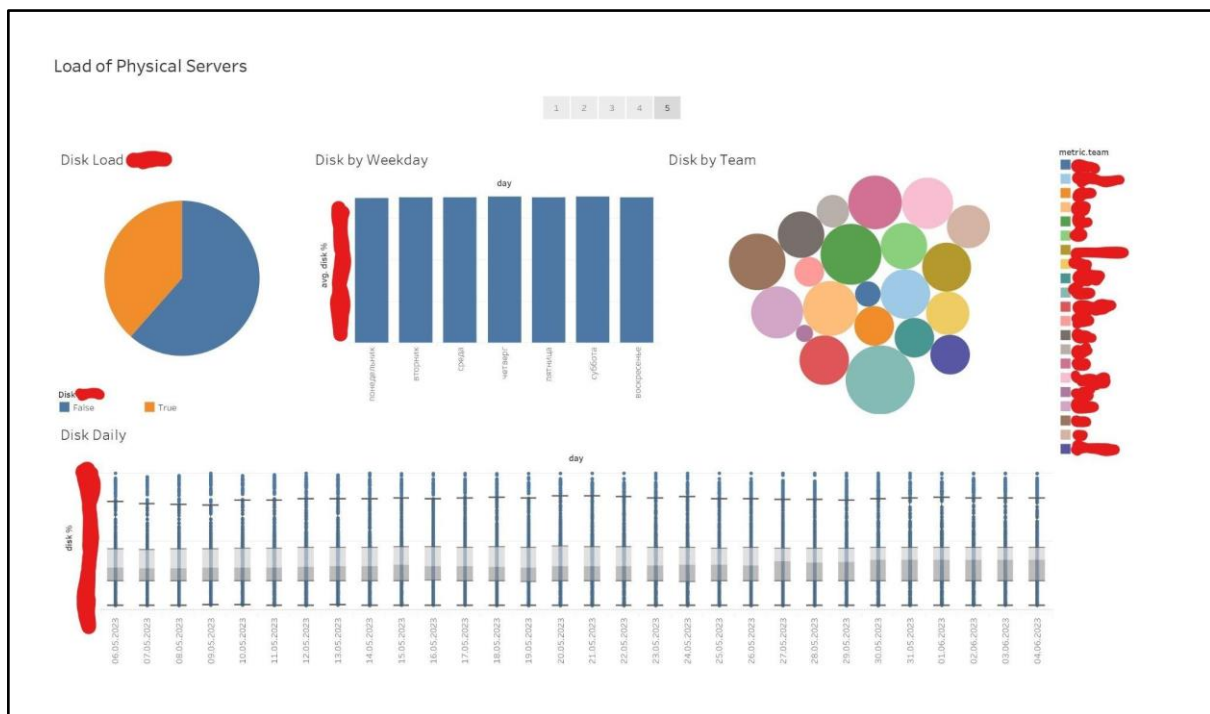 Load of Physical Servers
1 2 3 4 5
Disk Load
Disk by Weekday
Disk by Team
metric.team
day
avg. disk %
понедельник
вторник
среда
четверг
пятница
суббота
воскресенье
Disk
False True
Disk Daily
day
disk %
06.05.2023
07.05.2023
08.05.2023
09.05.2023
10.05.2023
11.05.2023
12.05.2023
13.05.2023
14.05.2023
15.05.2023
16.05.2023
17.05.2023
18.05.2023
19.05.2023
20.05.2023
21.05.2023
22.05.2023
23.05.2023
24.05.2023
25.05.2023
26.05.2023
27.05.2023
28.05.2023
29.05.2023
30.05.2023
31.05.2023
01.06.2023
02.06.2023
03.06.2023
04.06.2023